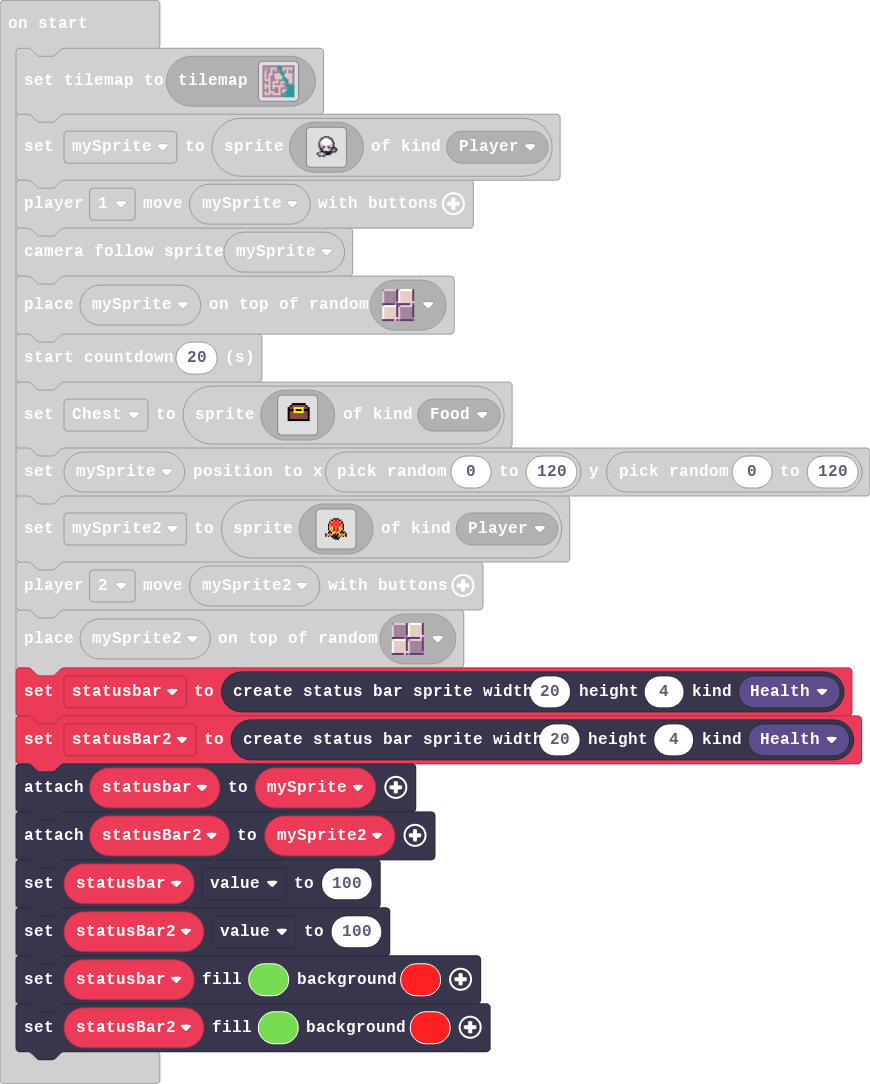 on start
set tilemap to tilemap
set mySprite to sprite of kind Player
player 1 move mySprite with buttons
camera follow sprite mySprite
place mySprite on top of random
start countdown 20 (s)
set Chest to sprite of kind Food
set mySprite position to x pick random 0 to 120 y pick random 0 to 120
set mySprite2 to sprite of kind Player
player 2 move mySprite2 with buttons
place mySprite2 on top of random
set statusbar to create status bar sprite width 20 height 4 kind Health
set statusBar2 to create status bar sprite width 20 height 4 kind Health
attach statusbar to mySprite
attach statusBar2 to mySprite2
set statusbar value to 100
set statusBar2 value to 100
set statusbar fill background
set statusBar2 fill background